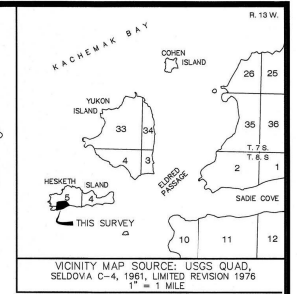 R. 13 W.
KACHEMAK BAY
COHEN
ISLAND
26 25
YUKON
ISLAND
33 34
35 36
T. 7 S.
T. 8 S.
4 3
2 1
ELDRED
PASSAGE
HESKETH ISLAND
5 4
SADIE COVE
THIS SURVEY
10 11 12
VICINITY MAP SOURCE: USGS QUAD,
SELDOVIA C-4, 1961, LIMITED REVISION 1976
1" = 1 MILE